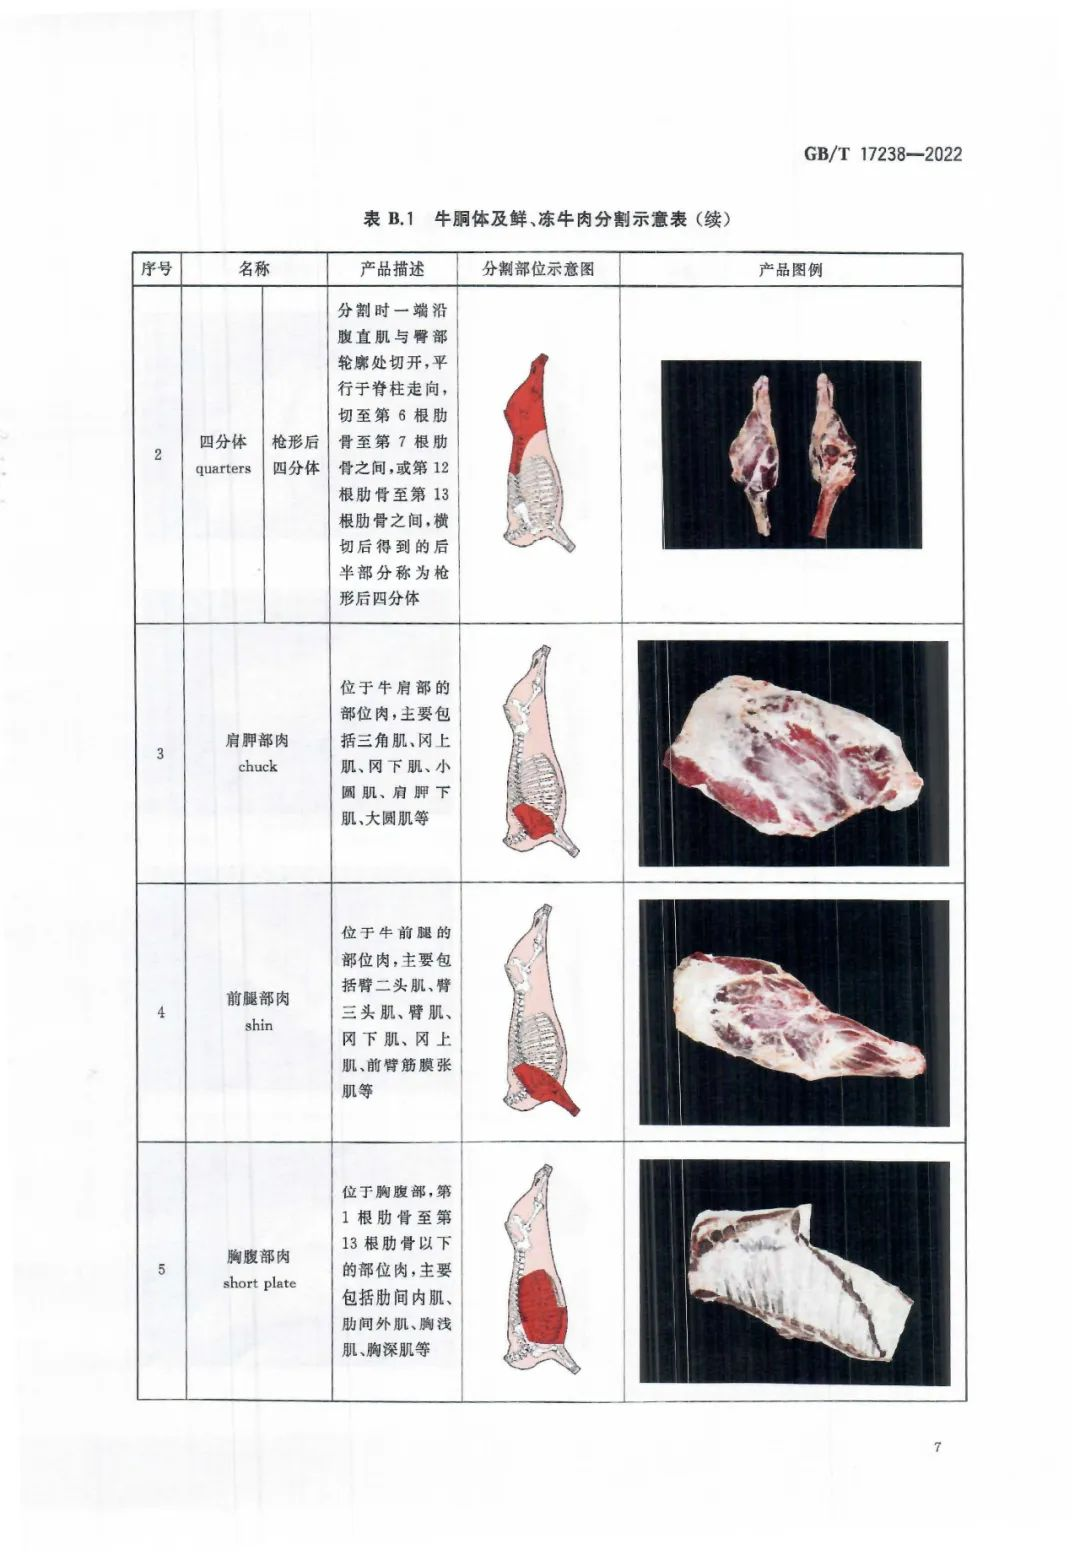 GB/T 17238—2022
表 B.1 牛胴体及鲜、冻牛肉分割示意表(续)
序号 名称 产品描述 分割部位示意图 产品图例
2
四分体
quarters
枪形后
四分体
分割时一端沿
腹直肌与臀部
轮廓处切开,平
行于脊柱走向,
切至第 6 根肋
骨至第 7 根肋
骨之间,或第 12
根肋骨至第 13
根肋骨之间,横
切后得到的后
半部分称为枪
形后四分体
3
肩胛部肉
chuck
位于牛肩部的
部位肉,主要包
括三角肌、冈上
肌、冈下肌、小
圆肌、肩胛下
肌、大圆肌等
4
前腿部肉
shin
位于牛前腿的
部位肉,主要包
括臂二头肌、臂
三头肌、臂肌、
冈下肌、冈上
肌、前臂筋膜张
肌等
5
胸腹部肉
short plate
位于胸腹部,第
1 根肋骨至第
13 根肋骨以下
的部位肉,主要
包括肋间内肌、
肋间外肌、胸浅
肌、胸深肌等
7